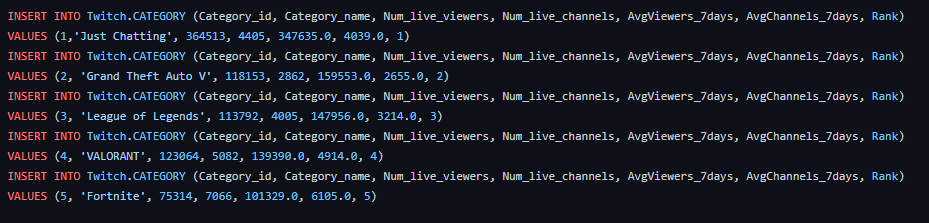 INSERT INTO Twitch.CATEGORY (Category_id, Category_name, Num_live_viewers, Num_live_channels, AvgViewers_7days, AvgChannels_7days, Rank)
VALUES (1,'Just Chatting', 364513, 4405, 347635.0, 4039.0, 1)
INSERT INTO Twitch.CATEGORY (Category_id, Category_name, Num_live_viewers, Num_live_channels, AvgViewers_7days, AvgChannels_7days, Rank)
VALUES (2, 'Grand Theft Auto V', 118153, 2862, 159553.0, 2655.0, 2)
INSERT INTO Twitch.CATEGORY (Category_id, Category_name, Num_live_viewers, Num_live_channels, AvgViewers_7days, AvgChannels_7days, Rank)
VALUES (3, 'League of Legends', 113792, 4005, 147956.0, 3214.0, 3)
INSERT INTO Twitch.CATEGORY (Category_id, Category_name, Num_live_viewers, Num_live_channels, AvgViewers_7days, AvgChannels_7days, Rank)
VALUES (4, 'VALORANT', 123064, 5082, 139390.0, 4914.0, 4)
INSERT INTO Twitch.CATEGORY (Category_id, Category_name, Num_live_viewers, Num_live_channels, AvgViewers_7days, AvgChannels_7days, Rank)
VALUES (5, 'Fortnite', 75314, 7066, 101329.0, 6105.0, 5)